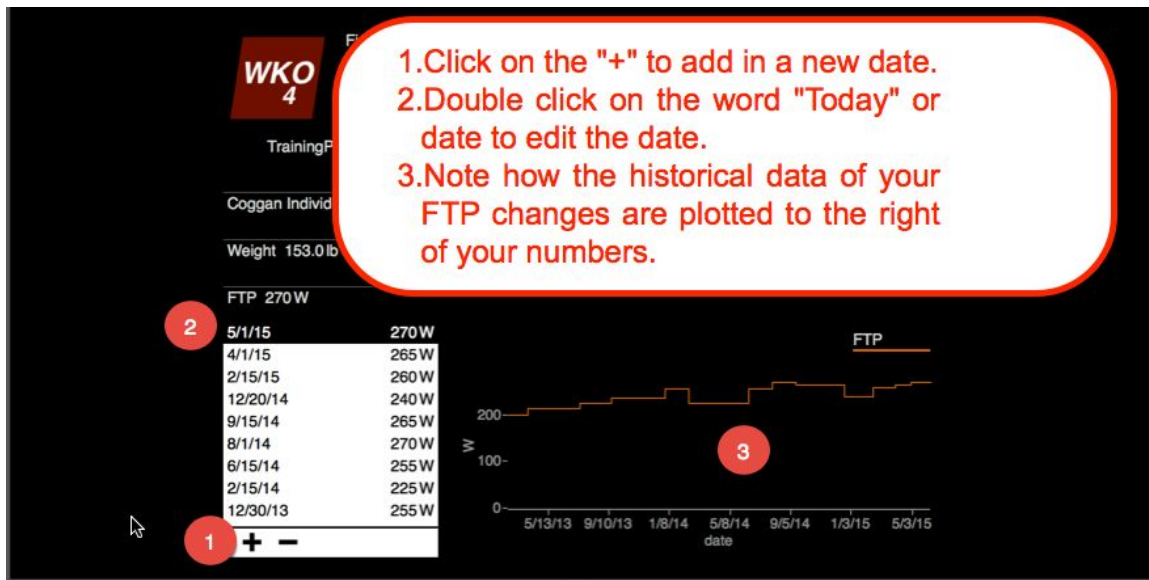 WKO
4
1.Click on the "+" to add in a new date.
2.Double click on the word "Today" or
date to edit the date.
3.Note how the historical data of your
FTP changes are plotted to the right
of your numbers.
Weight 153.0 lb
FTP 270 W
2
5/1/15 270 W
4/1/15 265 W
2/15/15 260 W
12/20/14 240 W
9/15/14 265 W
8/1/14 270 W
6/15/14 255 W
2/15/14 225 W
12/30/13 255 W
1
+ −
FTP
200
100
0
W
3
5/13/13 9/10/13 1/8/14 5/8/14 9/5/14 1/3/15 5/3/15
date
Coggan